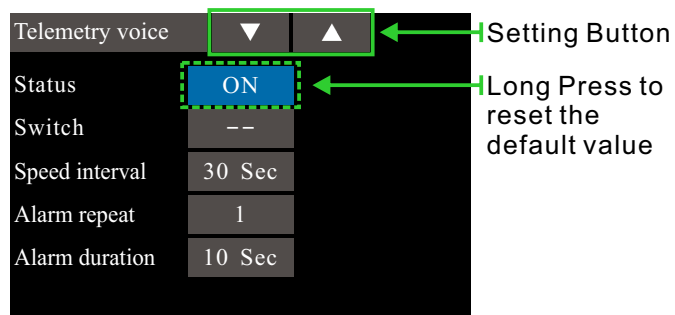 Telemetry voice ▼ ▲ Setting Button
Status ON Long Press to
reset the
default value
Switch --
Speed interval 30 Sec
Alarm repeat 1
Alarm duration 10 Sec